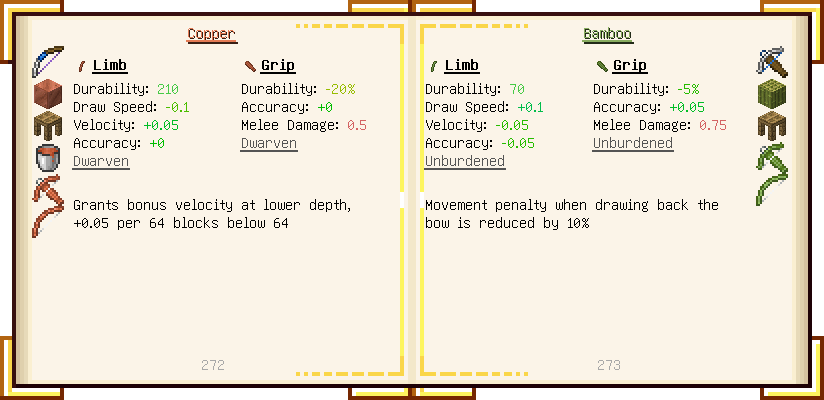 Copper
Limb
Durability: 210
Draw Speed: -0.1
Velocity: +0.05
Accuracy: +0
Dwarven
Grip
Durability: -20%
Accuracy: +0
Melee Damage: 0.5
Dwarven
Grants bonus velocity at lower depth,
+0.05 per 64 blocks below 64
272
Bamboo
Limb
Durability: 70
Draw Speed: +0.1
Velocity: -0.05
Accuracy: -0.05
Unburdened
Grip
Durability: -5%
Accuracy: +0.05
Melee Damage: 0.75
Unburdened
Movement penalty when drawing back the
bow is reduced by 10%
273